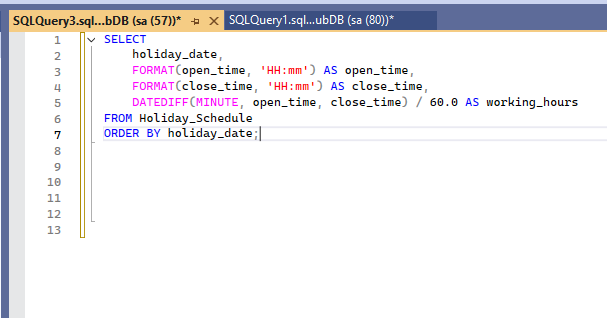 SQLQuery3.sql...bDB (sa (57))* SQLQuery1.sql...ubDB (sa (80))*
1 SELECT
2 holiday_date,
3 FORMAT(open_time, 'HH:mm') AS open_time,
4 FORMAT(close_time, 'HH:mm') AS close_time,
5 DATEDIFF(MINUTE, open_time, close_time) / 60.0 AS working_hours
6 FROM Holiday_Schedule
7 ORDER BY holiday_date;
8
9
10
11
12
13